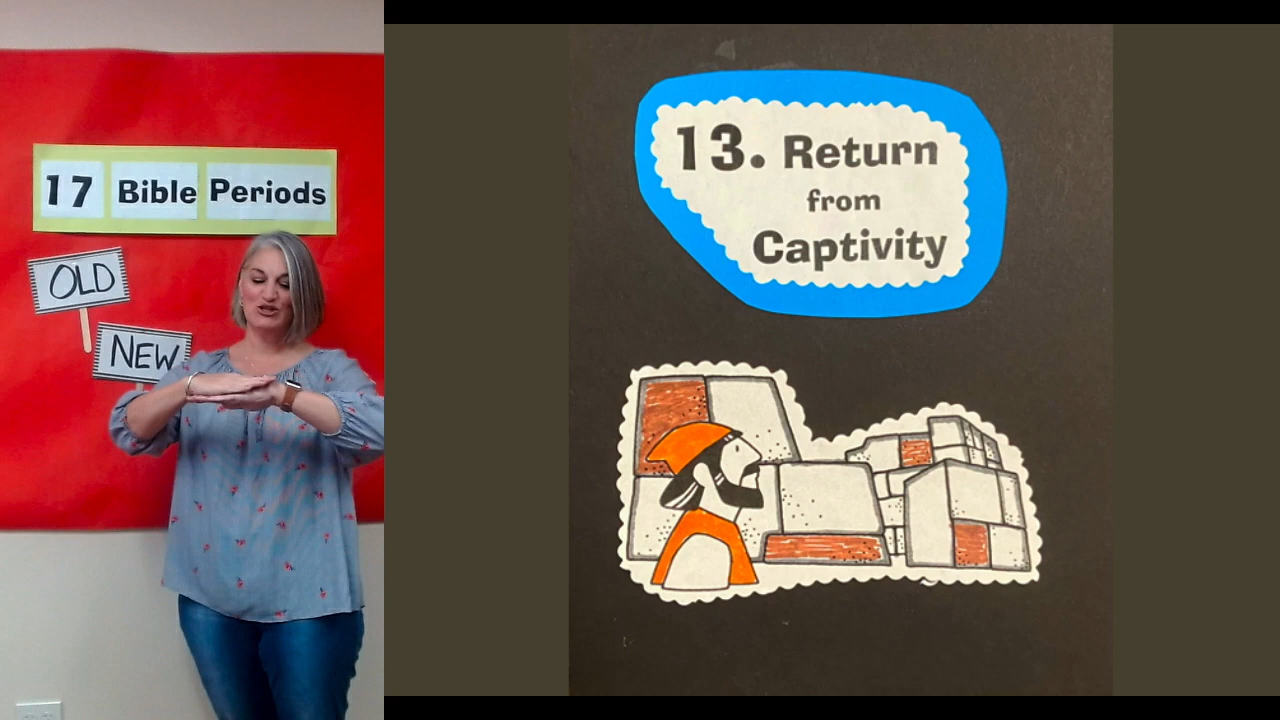 17 Bible Periods
OLD
NEW
13. Return
from
Captivity